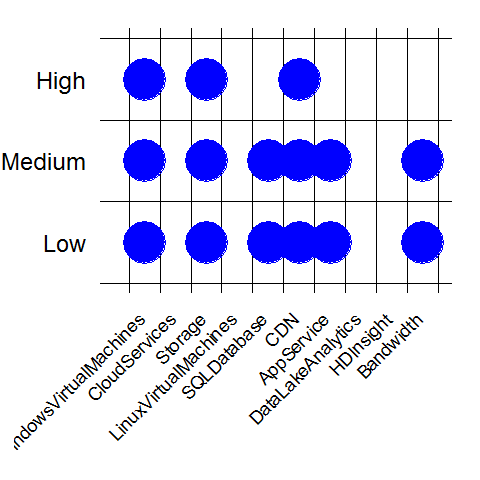 High
Medium
Low
ndowsVirtualMachines
CloudServices
Storage
LinuxVirtualMachines
SQLDatabase
CDN
AppService
DataLakeAnalytics
HDInsight
Bandwidth